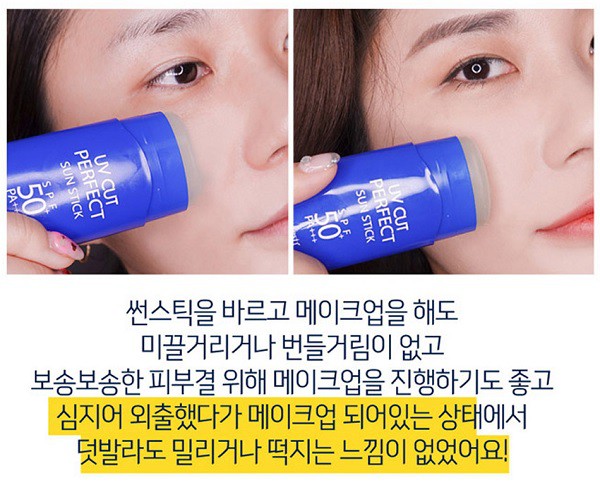 UV CUT
PERFECT
SUN STICK
SPF
50+
PA+++
UV CUT
PERFECT
SUN STICK
SPF
50+
PA+++
썬스틱을 바르고 메이크업을 해도
미끌거리거나 번들거림이 없고
보송보송한 피부결 위해 메이크업을 진행하기도 좋고
심지어 외출했다가 메이크업 되어있는 상태에서
덧발라도 밀리거나 떡지는 느낌이 없었어요!